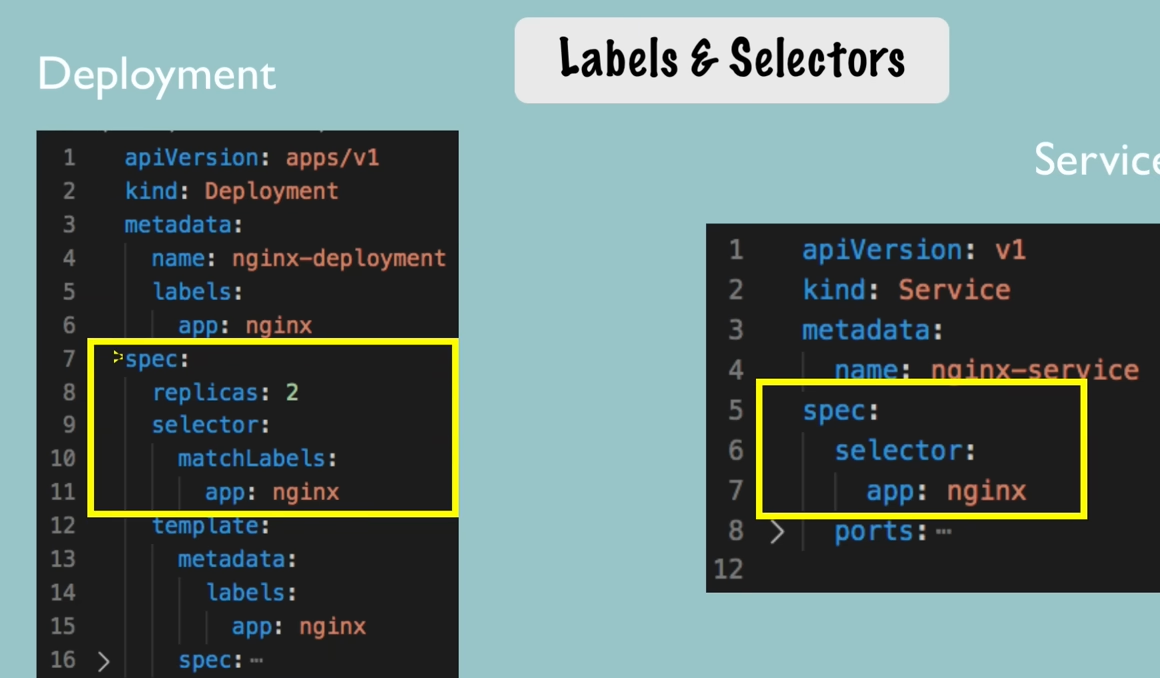 Labels & Selectors
Deployment
1 apiVersion: apps/v1
2 kind: Deployment
3 metadata:
4 name: nginx-deployment
5 labels:
6 app: nginx
7 spec:
8 replicas: 2
9 selector:
10 matchLabels:
11 app: nginx
12 template:
13 metadata:
14 labels:
15 app: nginx
16 > spec:⋯
Service
1 apiVersion: v1
2 kind: Service
3 metadata:
4 name: nginx-service
5 spec:
6 selector:
7 app: nginx
8 > ports:⋯
12